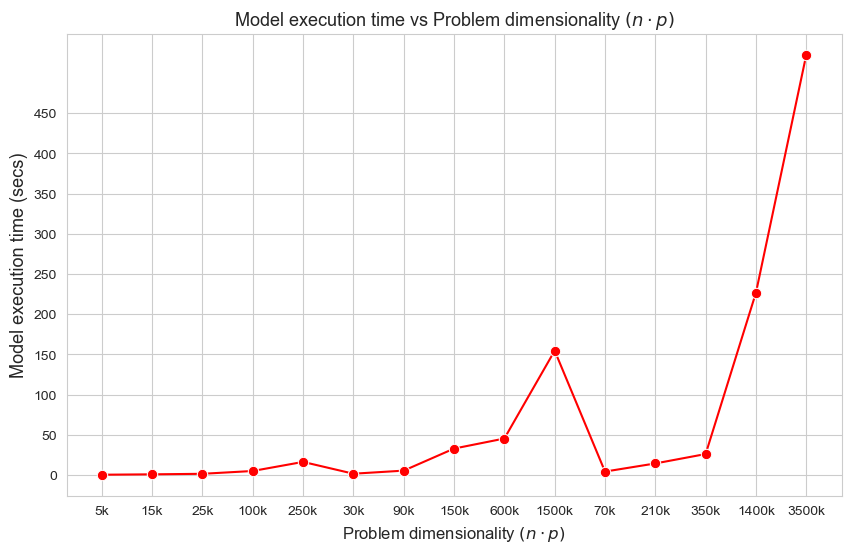 Model execution time vs Problem dimensionality (n · p)
Model execution time (secs)
450
400
350
300
250
200
150
100
50
0
5k 15k 25k 100k 250k 30k 90k 150k 600k 1500k 70k 210k 350k 1400k 3500k
Problem dimensionality (n · p)